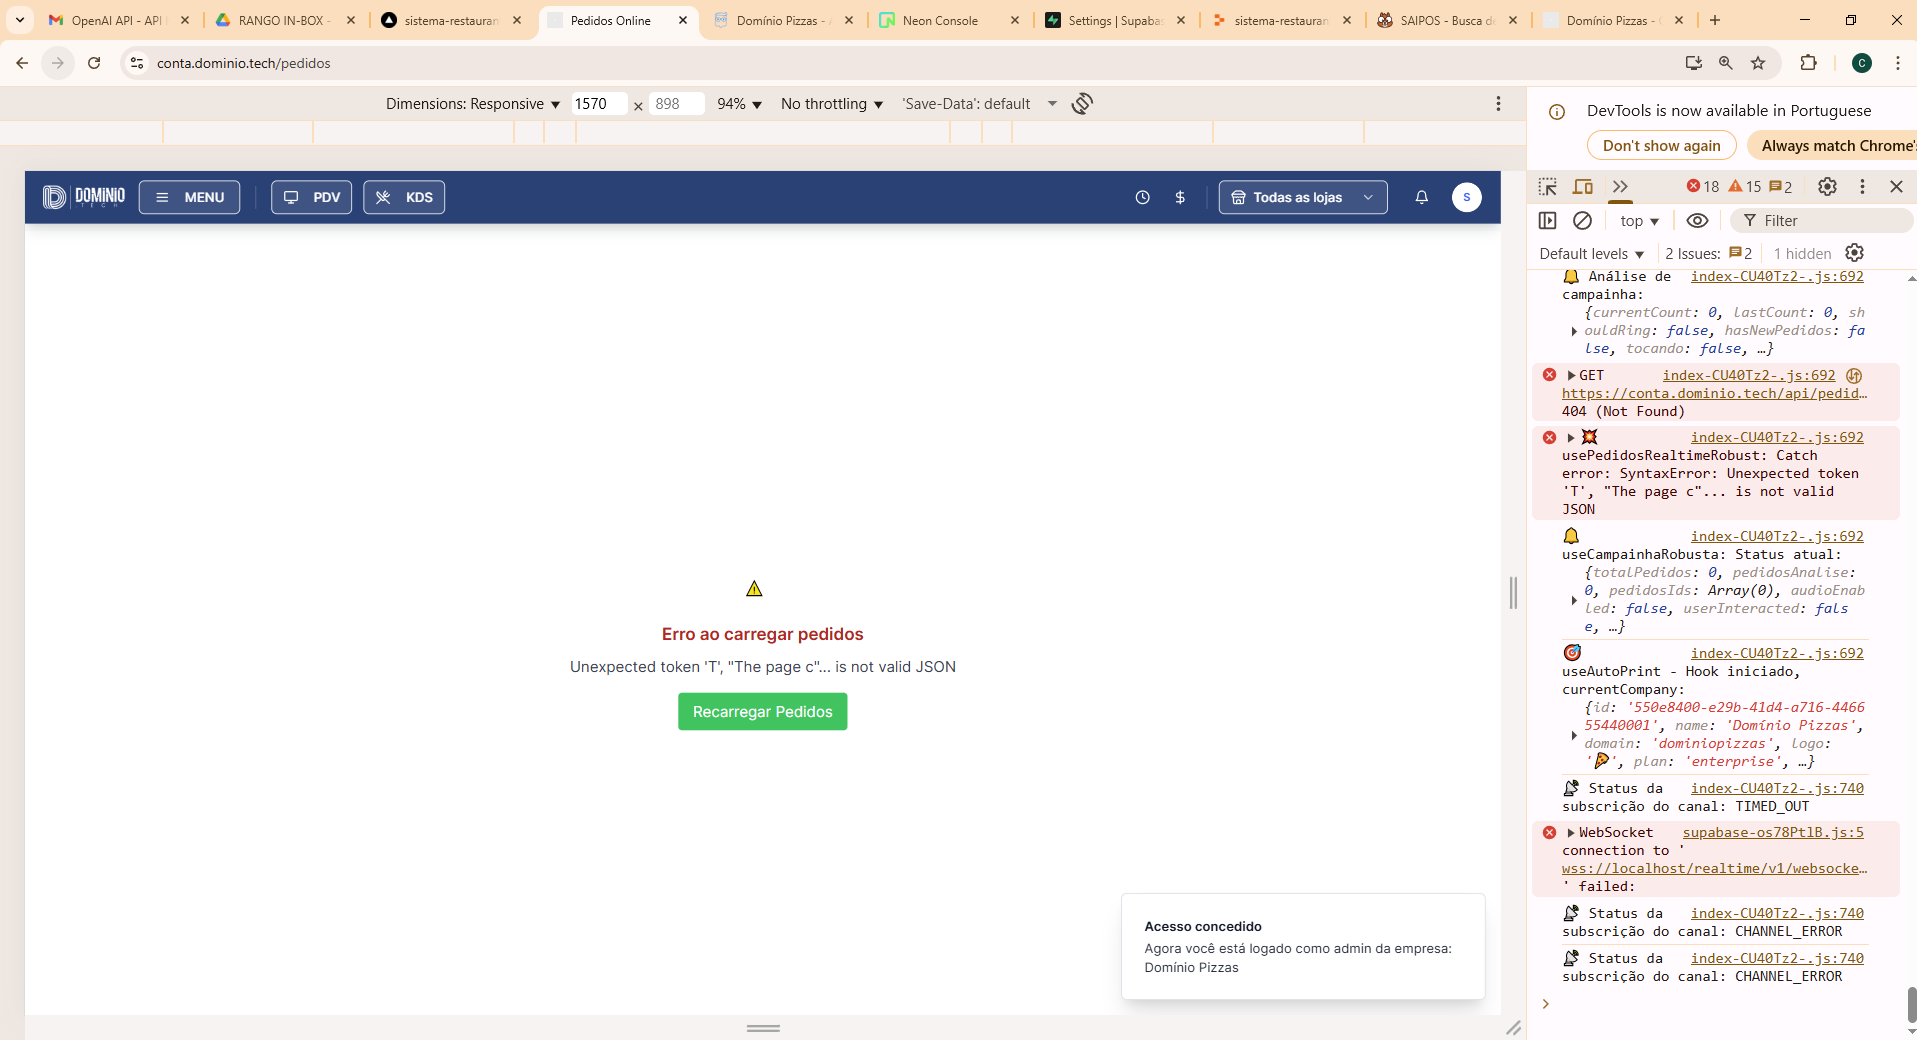 OpenAI API - API
RANGO IN-BOX -
sistema-restauran
Pedidos Online
Domínio Pizzas -
Neon Console
Settings | Supaba
sistema-restauran
SAIPOS - Busca de
Domínio Pizzas -
conta.dominio.tech/pedidos
C
Dimensions: Responsive 1570 × 898 94% No throttling 'Save-Data': default
DevTools is now available in Portuguese
Don't show again
Always match Chrome's
18 15 2
top
Filter
Default levels
2 Issues: 2
1 hidden
DOMINIO
TECH
MENU
PDV
KDS
$
Todas as lojas
S
Erro ao carregar pedidos
Unexpected token 'T', "The page c"... is not valid JSON
Recarregar Pedidos
Acesso concedido
Agora você está logado como admin da empresa:
Domínio Pizzas
🔔 Análise de index-CU40Tz2-.js:692
campainha:
{currentCount: 0, lastCount: 0, sh
ouldRing: false, hasNewPedidos: fa
lse, tocando: false, …}
GET index-CU40Tz2-.js:692
https://conta.dominio.tech/api/pedid…
404 (Not Found)
💥 index-CU40Tz2-.js:692
usePedidosRealtimeRobust: Catch
error: SyntaxError: Unexpected token
'T', "The page c"... is not valid
JSON
🔔 index-CU40Tz2-.js:692
useCampainhaRobusta: Status atual:
{totalPedidos: 0, pedidosAnalise:
0, pedidosIds: Array(0), audioEnab
led: false, userInteracted: fals
e, …}
🎯 index-CU40Tz2-.js:692
useAutoPrint - Hook iniciado,
currentCompany:
{id: '550e8400-e29b-41d4-a716-4466
55440001', name: 'Domínio Pizzas',
domain: 'dominiopizzas', logo:
'🍕', plan: 'enterprise', …}
📡 Status da index-CU40Tz2-.js:740
subscrição do canal: TIMED_OUT
WebSocket supabase-os78PtlB.js:5
connection to '
wss://localhost/realtime/v1/websocke…
' failed:
📡 Status da index-CU40Tz2-.js:740
subscrição do canal: CHANNEL_ERROR
📡 Status da index-CU40Tz2-.js:740
subscrição do canal: CHANNEL_ERROR